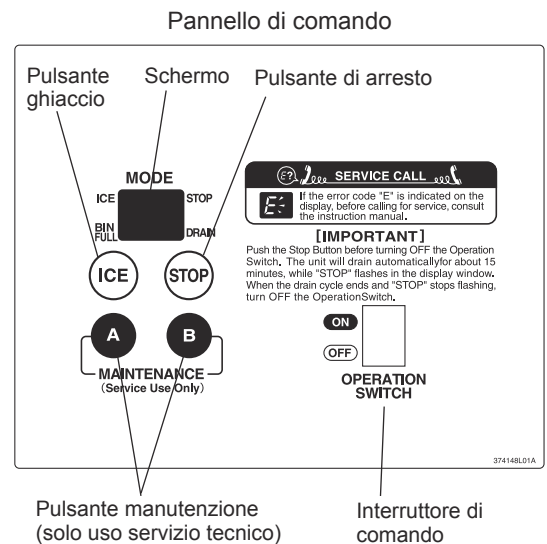 Pannello di comando
Pulsante
ghiaccio
Schermo
Pulsante di arresto
MODE
ICE
STOP
BIN
FULL
DRAIN
ICE
STOP
A
B
MAINTENANCE
(Service Use Only)
E?
SERVICE CALL
E
If the error code "E" is indicated on the
display, before calling for service, consult
the instruction manual.
[IMPORTANT]
Push the Stop Button before turning OFF the Operation
Switch. The unit will drain automaticallyfor about 15
minutes, while "STOP" flashes in the display window.
When the drain cycle ends and "STOP" stops flashing,
turn OFF the OperationSwitch.
ON
OFF
OPERATION
SWITCH
374148L01A
Pulsante manutenzione
(solo uso servizio tecnico)
Interruttore di
comando